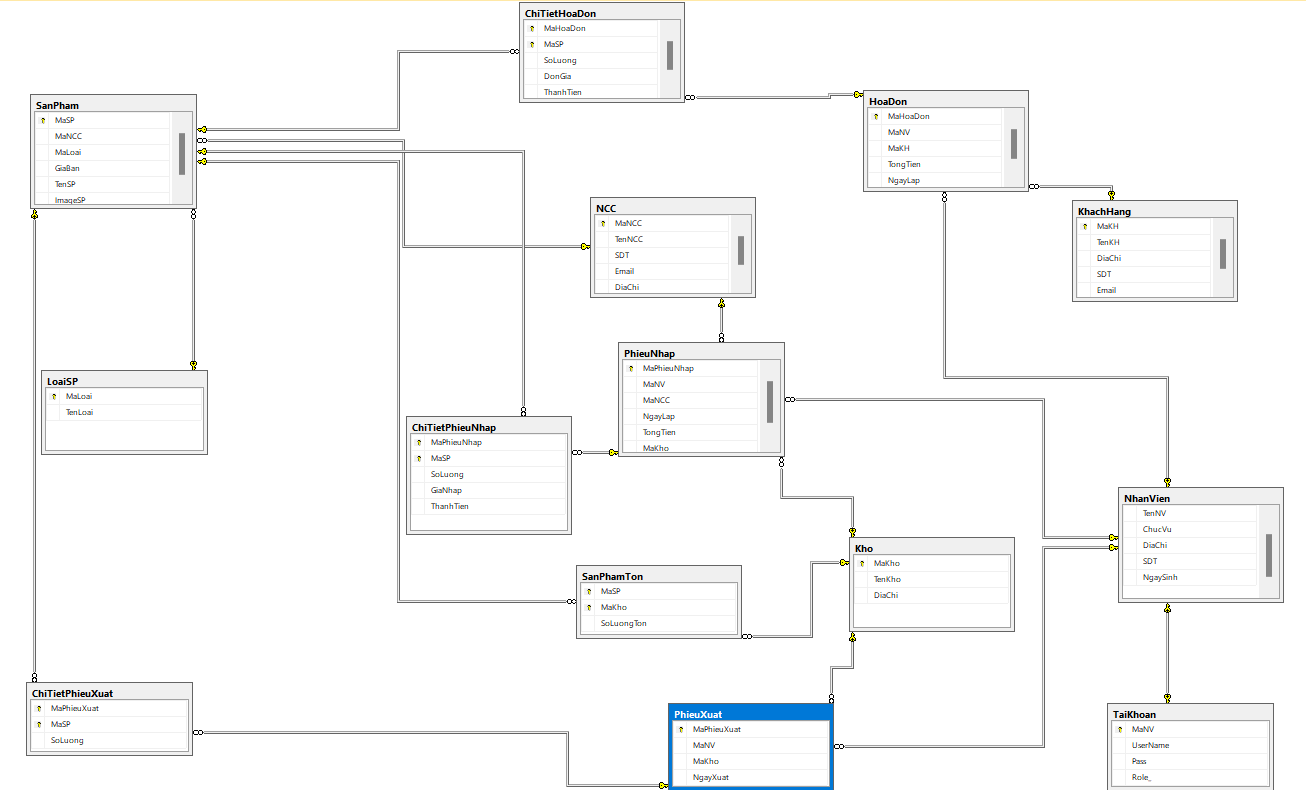 ChiTietHoaDon
MaHoaDon
MaSP
SoLuong
DonGia
ThanhTien
SanPham
MaSP
MaNCC
MaLoai
GiaBan
TenSP
ImageSP
HoaDon
MaHoaDon
MaNV
MaKH
TongTien
NgayLap
NCC
MaNCC
TenNCC
SDT
Email
DiaChi
KhachHang
MaKH
TenKH
DiaChi
SDT
Email
PhieuNhap
MaPhieuNhap
MaNV
MaNCC
NgayLap
TongTien
MaKho
LoaiSP
MaLoai
TenLoai
ChiTietPhieuNhap
MaPhieuNhap
MaSP
SoLuong
GiaNhap
ThanhTien
NhanVien
TenNV
ChucVu
DiaChi
SDT
NgaySinh
Kho
MaKho
TenKho
DiaChi
SanPhamTon
MaSP
MaKho
SoLuongTon
ChiTietPhieuXuat
MaPhieuXuat
MaSP
SoLuong
PhieuXuat
MaPhieuXuat
MaNV
MaKho
NgayXuat
TaiKhoan
MaNV
UserName
Pass
Role_